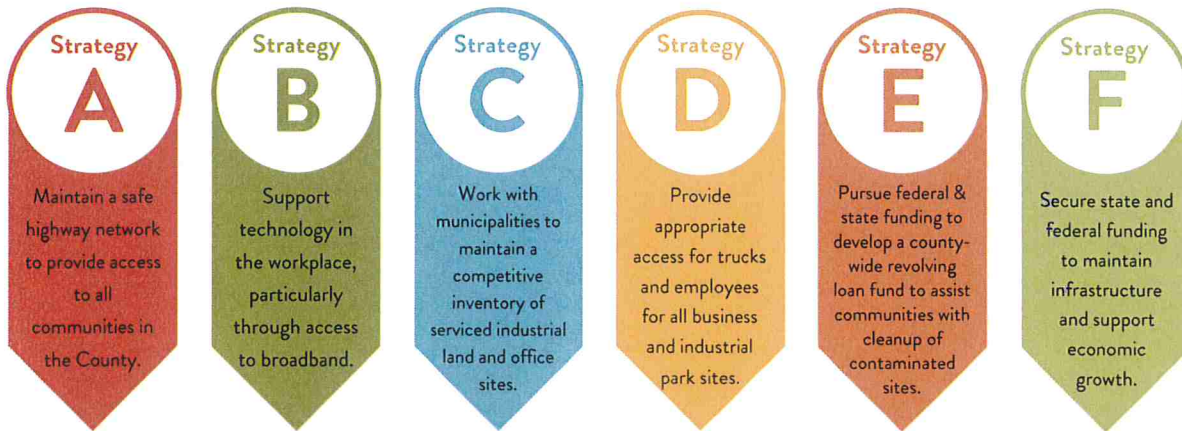 Strategy
A
Maintain a safe
highway network
to provide access
to all
communities in
the County.
Strategy
B
Support
technology in
the workplace,
particularly
through access
to broadband.
Strategy
C
Work with
municipalities to
maintain a
competitive
inventory of
serviced industrial
land and office
sites.
Strategy
D
Provide
appropriate
access for trucks
and employees
for all business
and industrial
park sites.
Strategy
E
Pursue federal &
state funding to
develop a county-
wide revolving
loan fund to assist
communities with
cleanup of
contaminated
sites.
Strategy
F
Secure state and
federal funding
to maintain
infrastructure
and support
economic
growth.